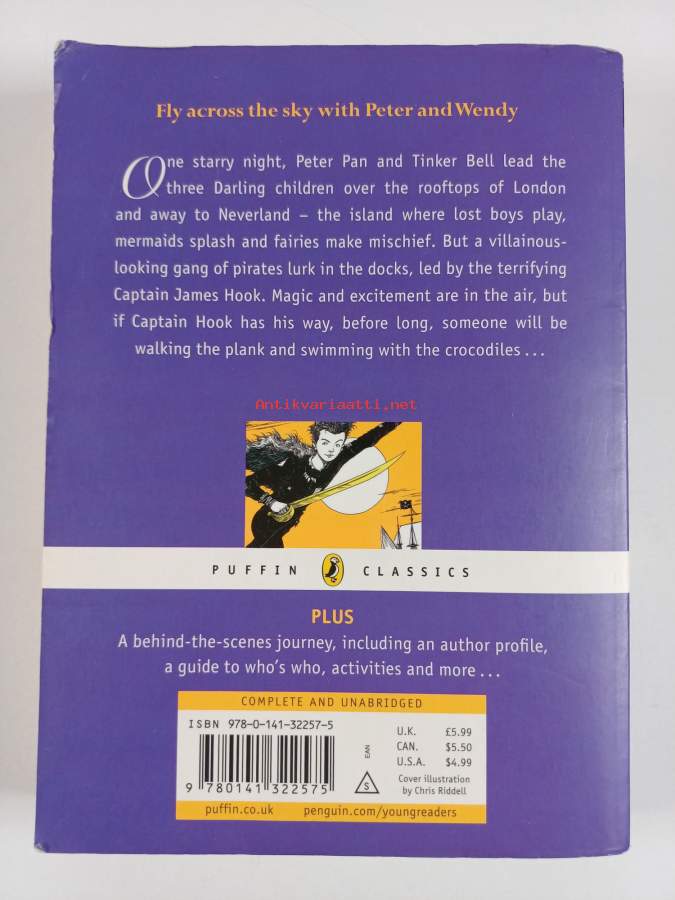 Fly across the sky with Peter and Wendy
One starry night, Peter Pan and Tinker Bell lead the
three Darling children over the rooftops of London
and away to Neverland – the island where lost boys play,
mermaids splash and fairies make mischief. But a villainous-
looking gang of pirates lurk in the docks, led by the terrifying
Captain James Hook. Magic and excitement are in the air, but
if Captain Hook has his way, before long, someone will be
walking the plank and swimming with the crocodiles...
Antikvariaatti.net
PUFFIN CLASSICS
PLUS
A behind-the-scenes journey, including an author profile,
a guide to who's who, activities and more...
COMPLETE AND UNABRIDGED
ISBN 978-0-141-32257-5
9 780141 322575
EAN
S
U.K. £5.99
CAN. $5.50
U.S.A. $4.99
Cover illustration
by Chris Riddell
puffin.co.uk penguin.com/youngreaders